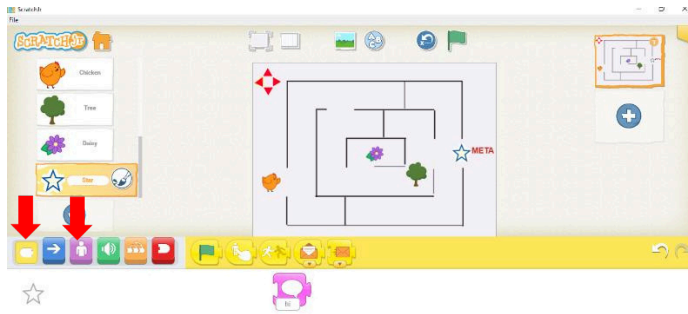 ScratchJr
File
SCRATCHJR
Chicken
Tree
Daisy
Star
META
hi